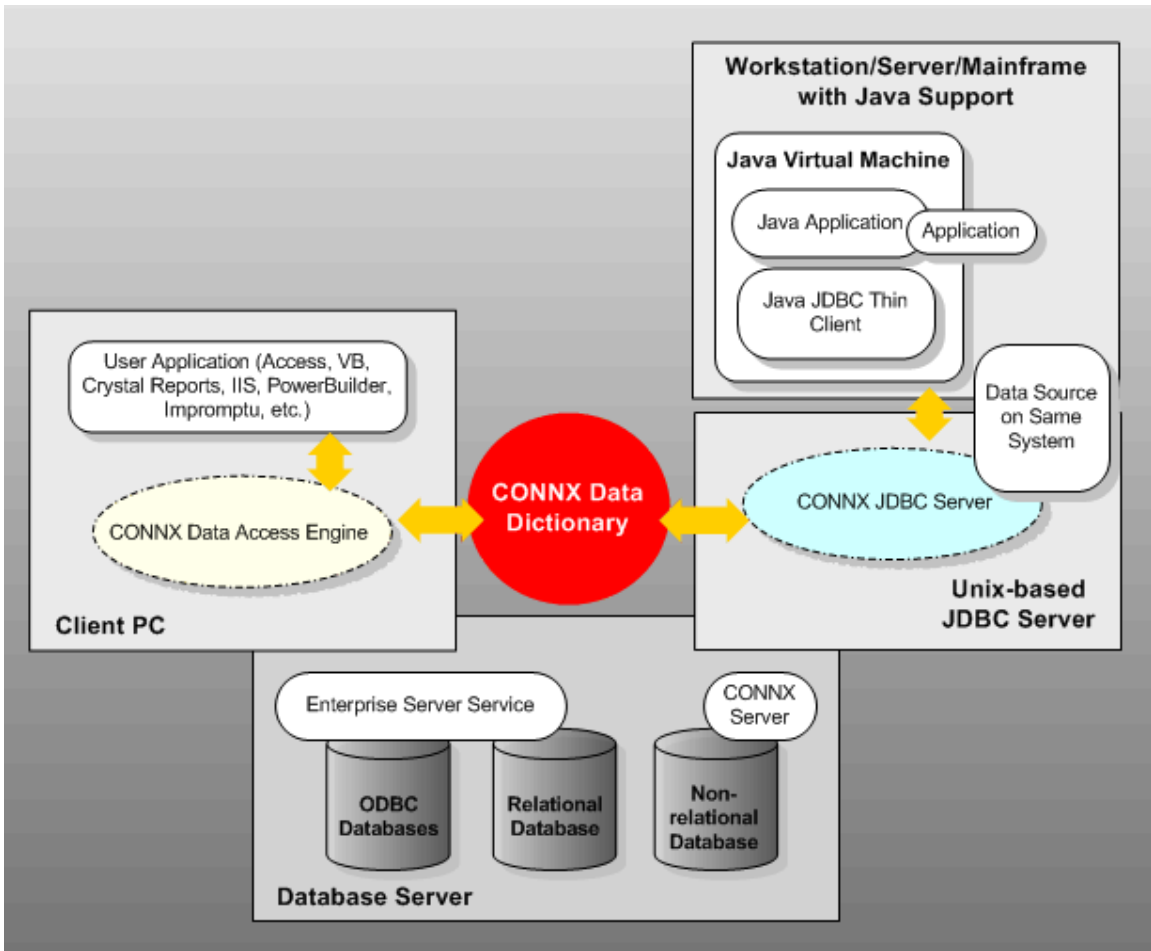 Workstation/Server/Mainframe
with Java Support
Java Virtual Machine
Java Application
Application
Java JDBC Thin
Client
Data Source
on Same
System
CONNX JDBC Server
Unix-based
JDBC Server
User Application (Access, VB,
Crystal Reports, IIS, PowerBuilder,
Impromptu, etc.)
CONNX Data Access Engine
Client PC
CONNX Data
Dictionary
Enterprise Server Service
CONNX
Server
ODBC
Databases
Relational
Database
Non-
relational
Database
Database Server